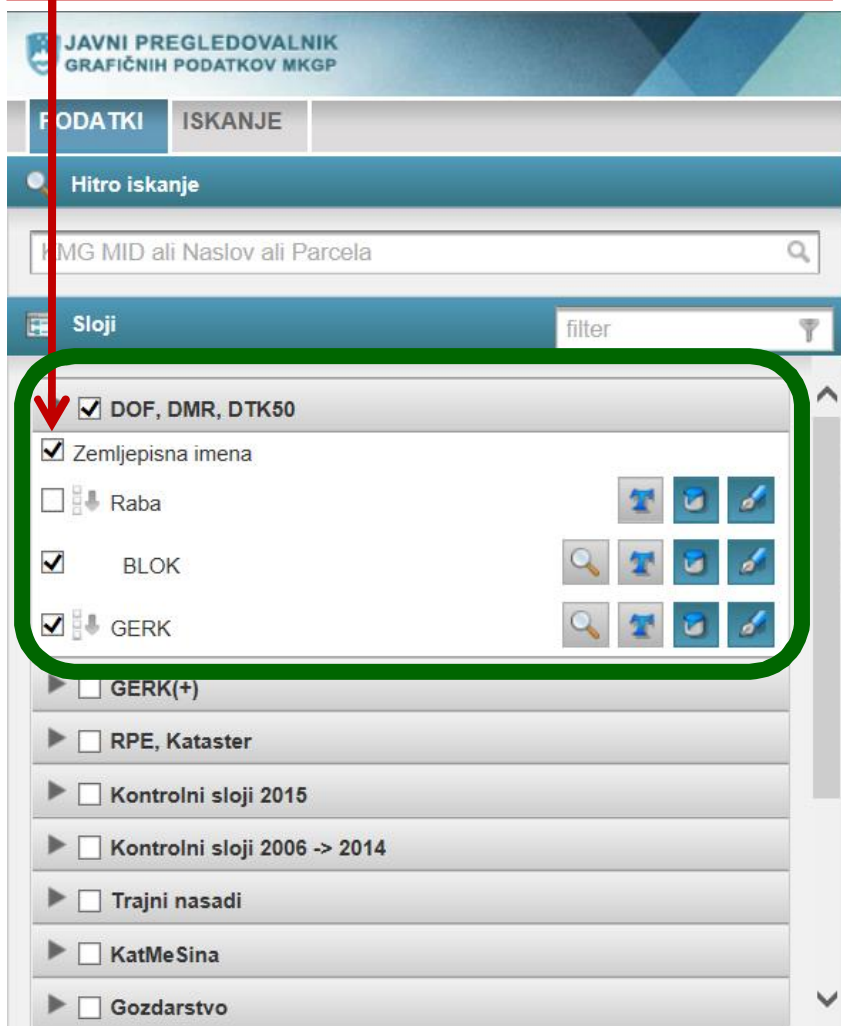 JAVNI PREGLEDOVALNIK
GRAFIČNIH PODATKOV MKGP
PODATKI ISKANJE
Hitro iskanje
KMG MID ali Naslov ali Parcela
Sloji filter
DOF, DMR, DTK50
Zemljepisna imena
Raba
BLOK
GERK
GERK(+)
RPE, Kataster
Kontrolni sloji 2015
Kontrolni sloji 2006 -> 2014
Trajni nasadi
KatMeSina
Gozdarstvo